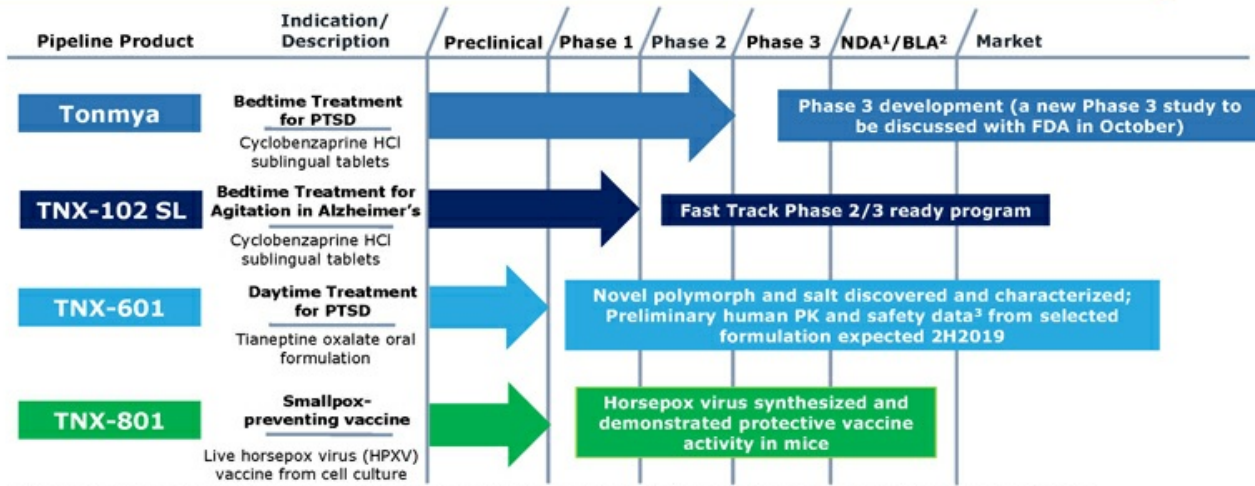 Pipeline Product
Indication/
Description
Preclinical
Phase 1
Phase 2
Phase 3
NDA¹/BLA²
Market
Tonmya
Bedtime Treatment
for PTSD
Cyclobenzaprine HCl
sublingual tablets
Phase 3 development (a new Phase 3 study to
be discussed with FDA in October)
TNX-102 SL
Bedtime Treatment for
Agitation in Alzheimer's
Cyclobenzaprine HCl
sublingual tablets
Fast Track Phase 2/3 ready program
TNX-601
Daytime Treatment
for PTSD
Tianeptine oxalate oral
formulation
Novel polymorph and salt discovered and characterized;
Preliminary human PK and safety data³ from selected
formulation expected 2H2019
TNX-801
Smallpox-
preventing vaccine
Live horsepox virus (HPXV)
vaccine from cell culture
Horsepox virus synthesized and
demonstrated protective vaccine
activity in mice